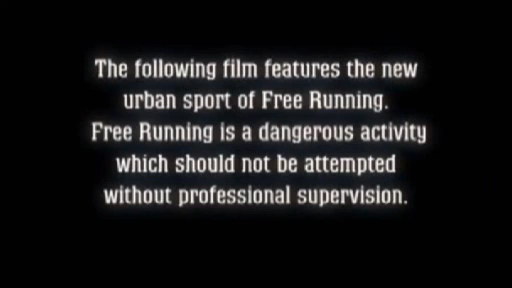 The following film features the new
urban sport of Free Running.
Free Running is a dangerous activity
which should not be attempted
without professional supervision.